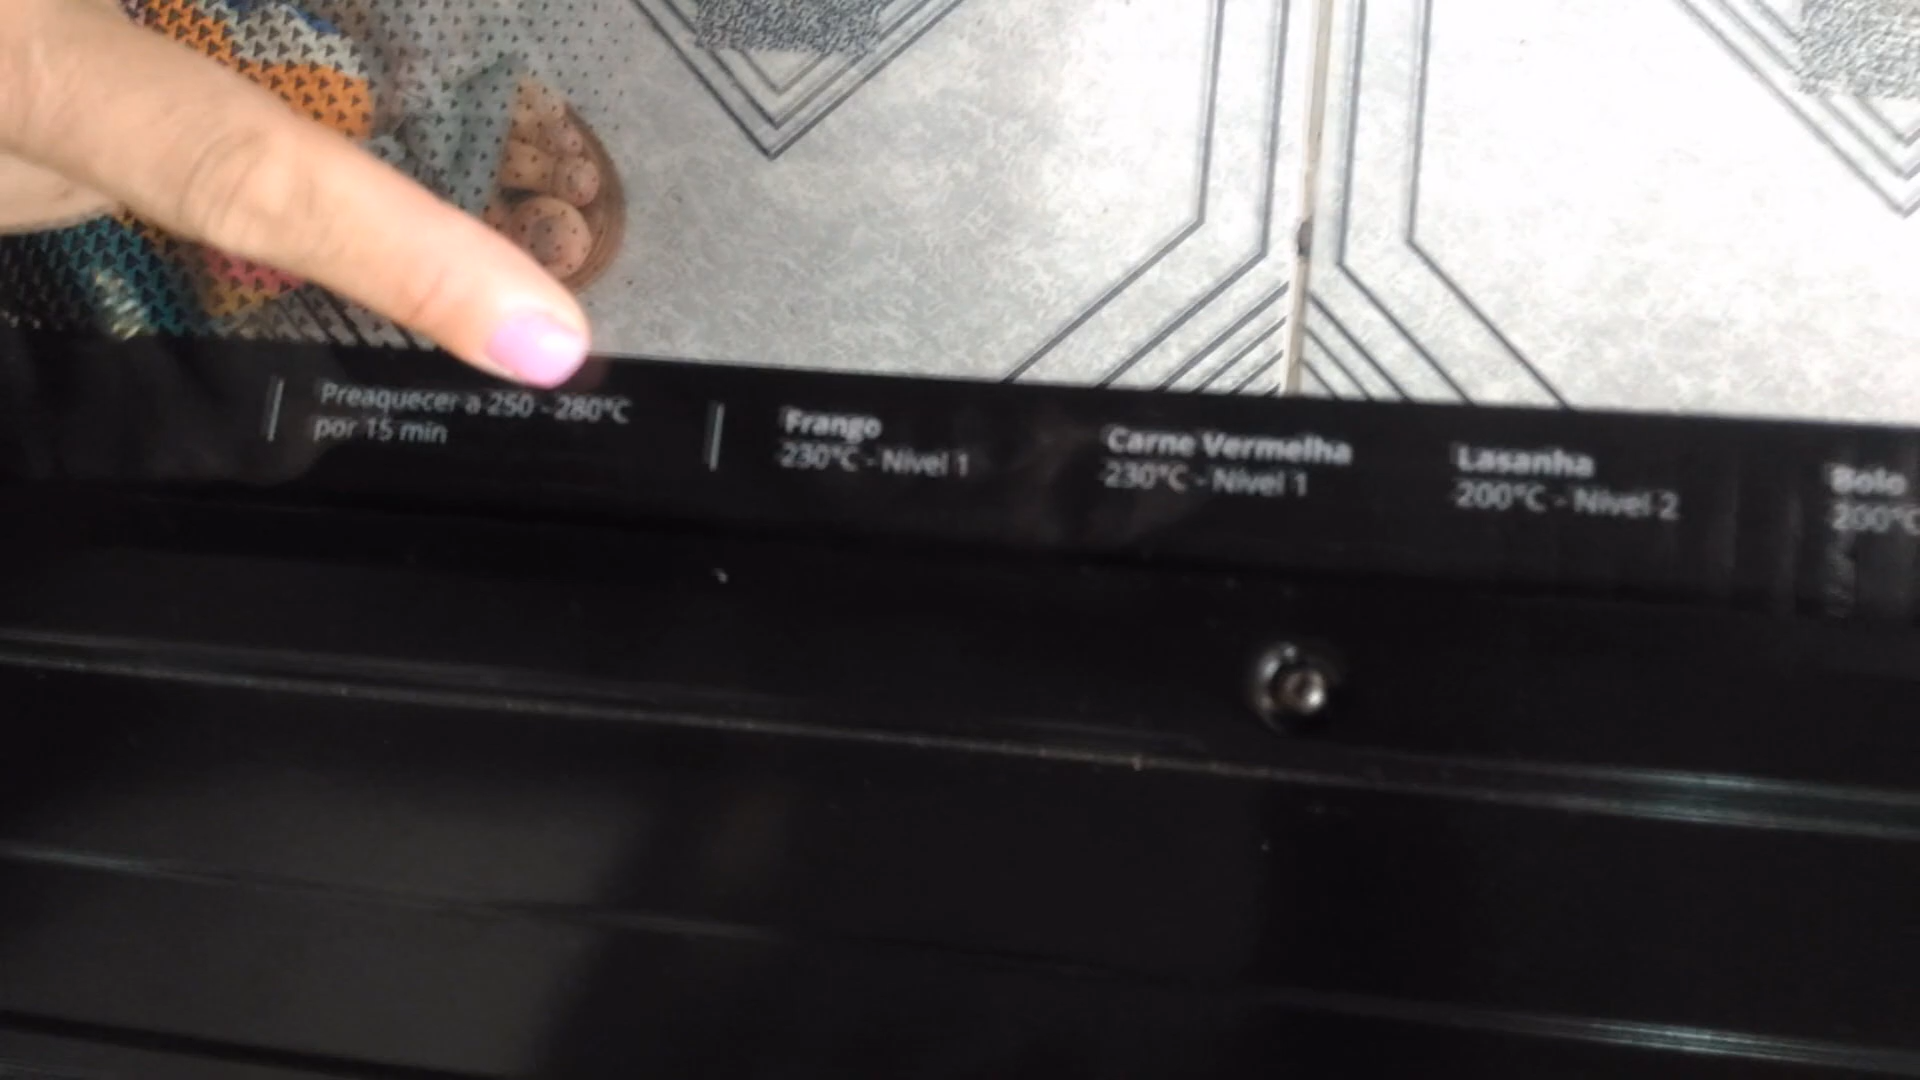 Preaquecer a 250 - 280°C
por 15 min
Frango
230°C - Nível 1
Carne Vermelha
230°C - Nível 1
Lasanha
200°C - Nível 2
Bolo
200°C